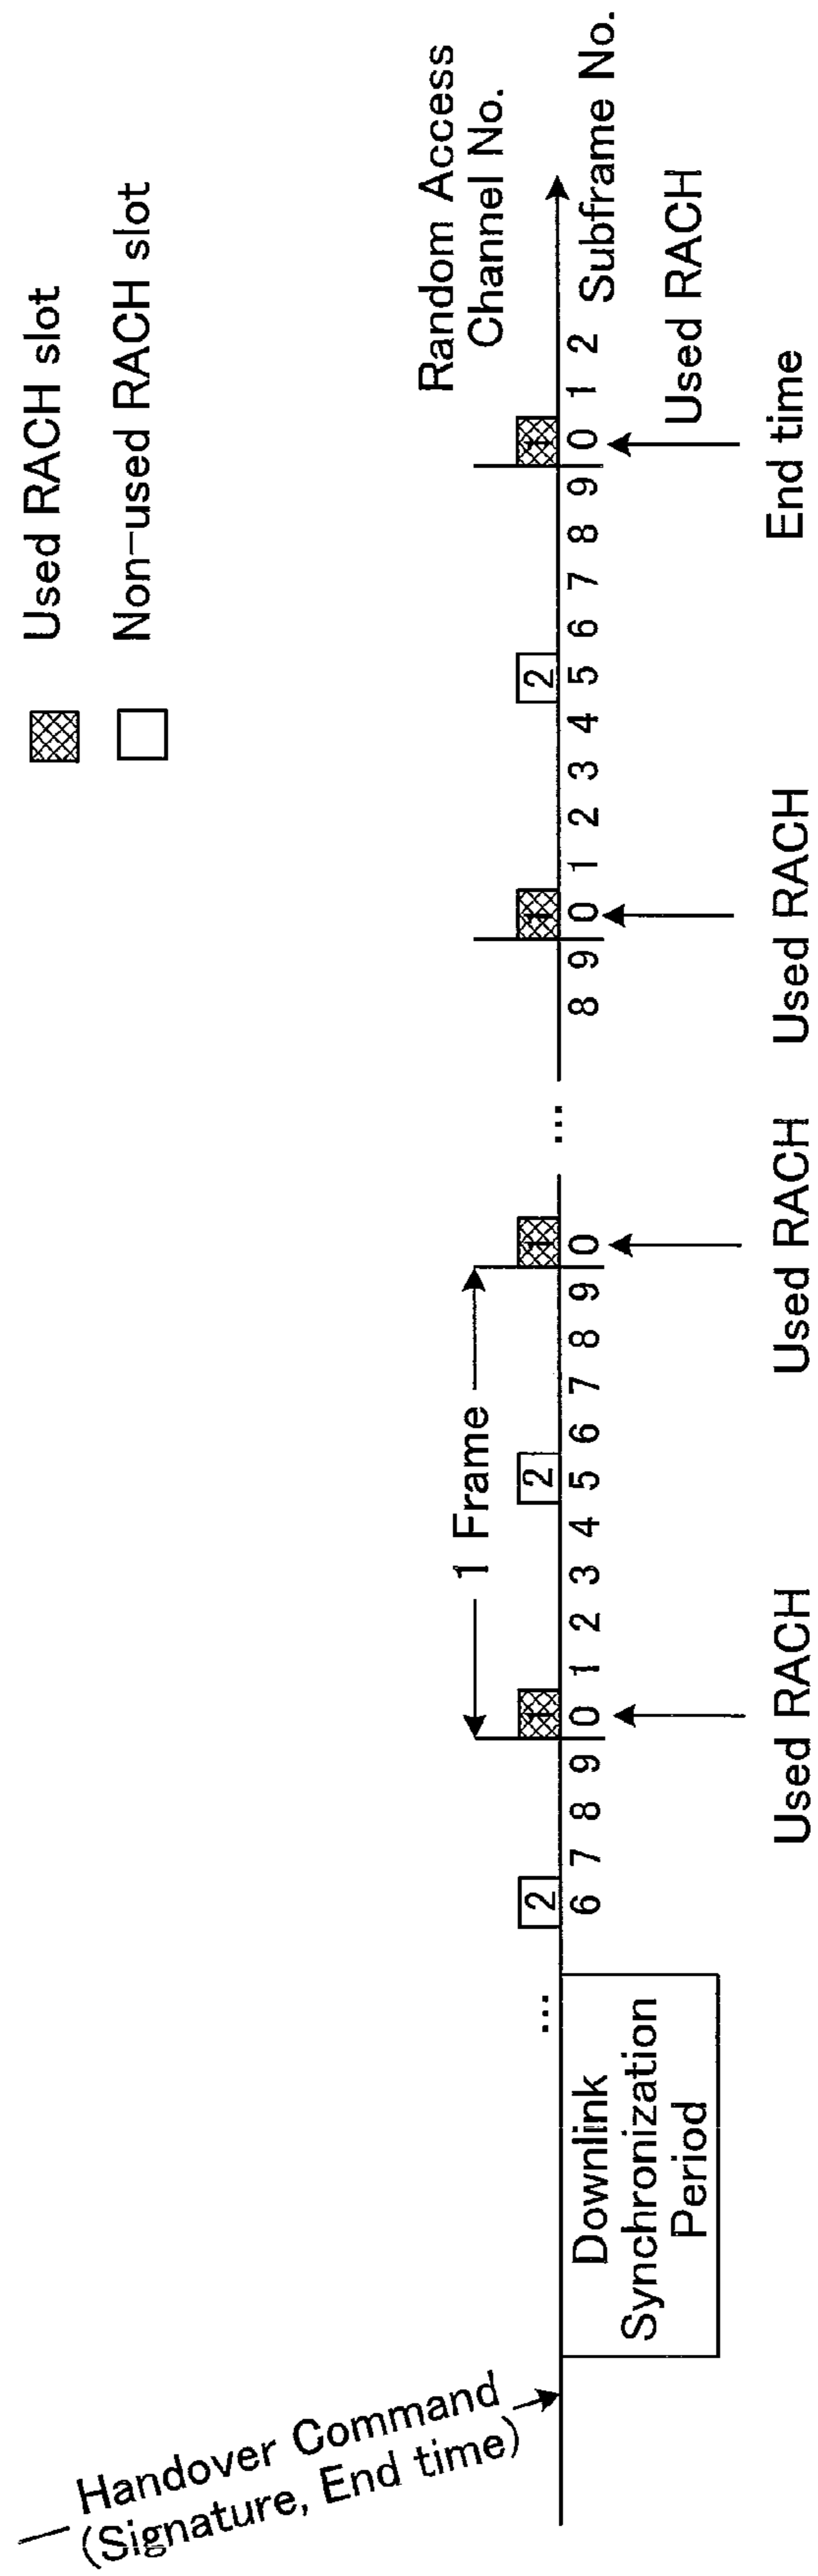 Used RACH slot
Non-used RACH slot
Random Access
Channel No.
Handover Command
(Signature, End time)
1 Frame
... 2 1 2 1 ... 1 2 1
6 7 8 9 0 1 2 3 4 5 6 7 8 9 0 8 9 0 1 2 3 4 5 6 7 8 9 0 1 2
Subframe No.
Downlink
Synchronization
Period
Used RACH
Used RACH
Used RACH
Used RACH
End time